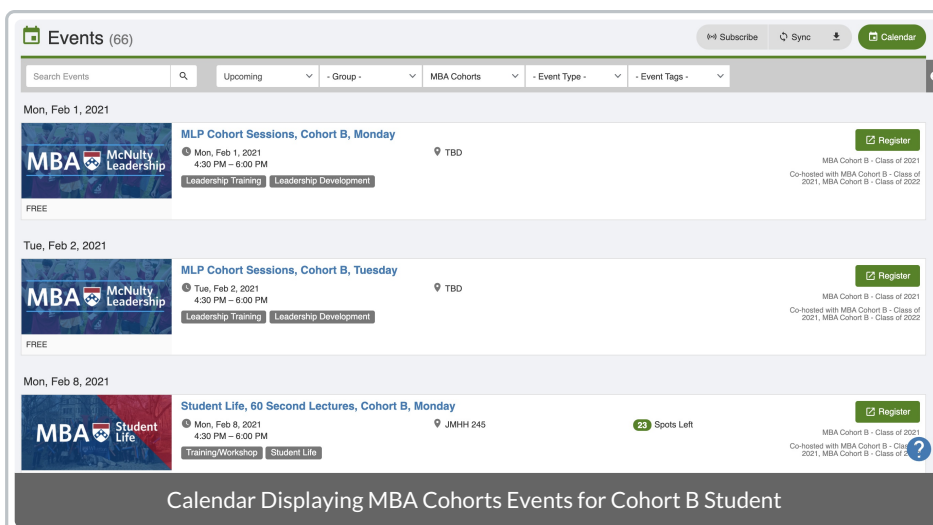 Events (66)
Subscribe Sync Calendar
Search Events Upcoming - Group - MBA Cohorts - Event Type - - Event Tags -
Mon, Feb 1, 2021
MLP Cohort Sessions, Cohort B, Monday
Mon, Feb 1, 2021
4:30 PM – 6:00 PM
TBD
Leadership Training Leadership Development
Register
MBA Cohort B - Class of 2021
Co-hosted with MBA Cohort B - Class of
2021, MBA Cohort B - Class of 2022
MBA McNulty
Leadership
FREE
Tue, Feb 2, 2021
MLP Cohort Sessions, Cohort B, Tuesday
Tue, Feb 2, 2021
4:30 PM – 6:00 PM
TBD
Leadership Training Leadership Development
Register
MBA Cohort B - Class of 2021
Co-hosted with MBA Cohort B - Class of
2021, MBA Cohort B - Class of 2022
MBA McNulty
Leadership
FREE
Mon, Feb 8, 2021
Student Life, 60 Second Lectures, Cohort B, Monday
Mon, Feb 8, 2021
4:30 PM – 6:00 PM
JMHH 245
23 Spots Left
Training/Workshop Student Life
Register
MBA Cohort B - Class of 2021
Co-hosted with MBA Cohort B -
2021, MBA Cohort B - Class of
MBA Student
Life
?
Calendar Displaying MBA Cohorts Events for Cohort B Student